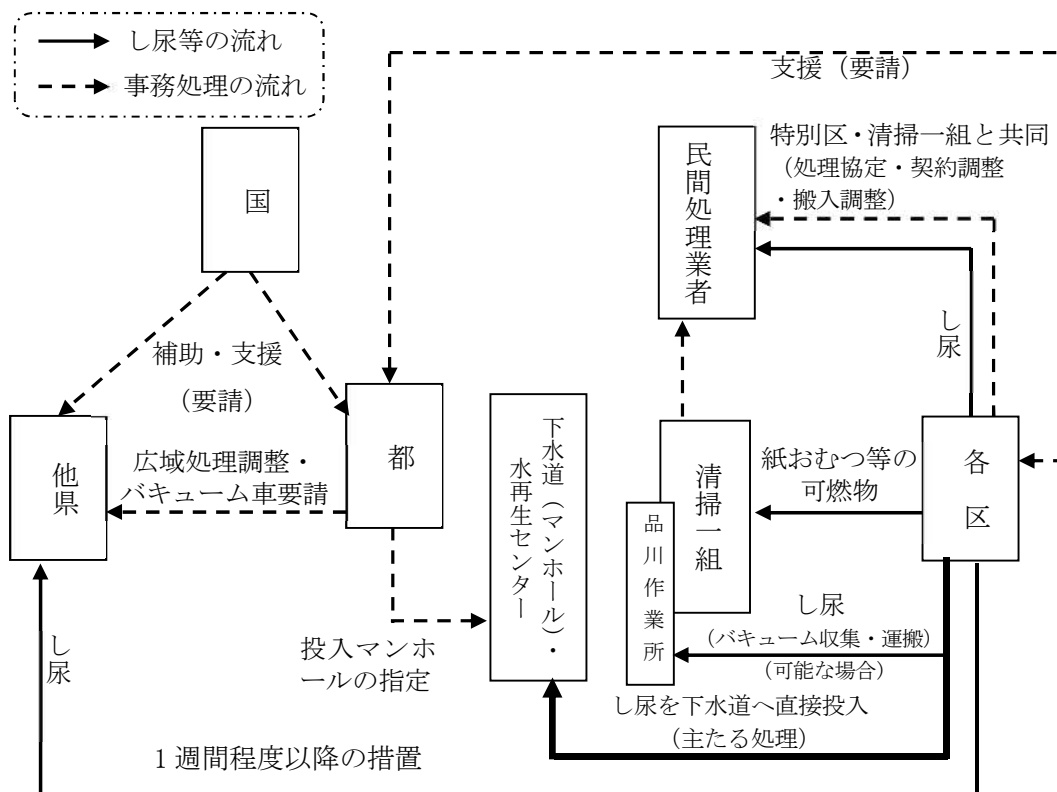 し尿等の流れ
事務処理の流れ
支援（要請）
国
民間処理業者
特別区・清掃一組と共同
（処理協定・契約調整
・搬入調整）
し尿
補助・支援
（要請）
他県
広域処理調整・
バキューム車要請
都
下水道（マンホール）・
水再生センター
清掃一組
品川作業所
紙おむつ等の
可燃物
各区
し尿
（バキューム収集・運搬）
（可能な場合）
し尿
投入マンホ
ールの指定
し尿を下水道へ直接投入
（主たる処理）
１週間程度以降の措置